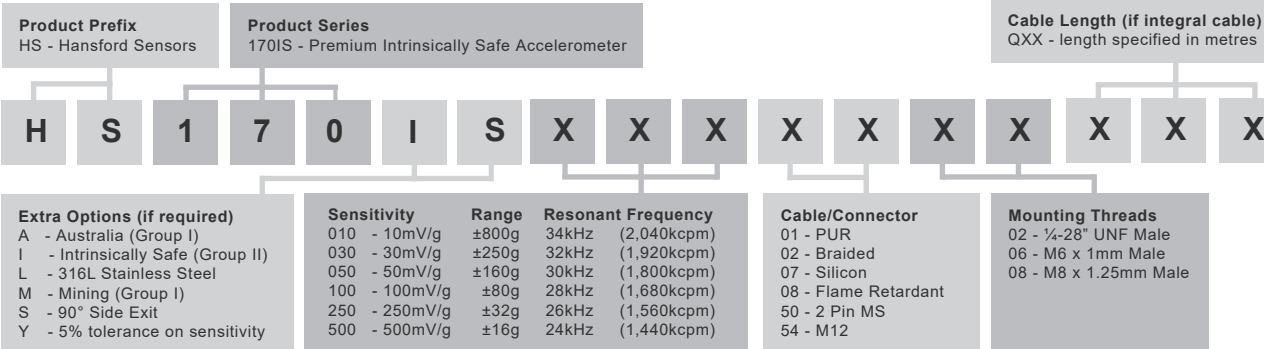 Product Prefix
HS - Hansford Sensors
Product Series
170IS - Premium Intrinsically Safe Accelerometer
Cable Length (if integral cable)
QXX - length specified in metres
H S 1 7 0 I S X X X X X X X X X X
Extra Options (if required)
A - Australia (Group I)
I - Intrinsically Safe (Group II)
L - 316L Stainless Steel
M - Mining (Group I)
S - 90° Side Exit
Y - 5% tolerance on sensitivity
Sensitivity Range Resonant Frequency
010 - 10mV/g ±800g 34kHz (2,040kcpm)
030 - 30mV/g ±250g 32kHz (1,920kcpm)
050 - 50mV/g ±160g 30kHz (1,800kcpm)
100 - 100mV/g ±80g 28kHz (1,680kcpm)
250 - 250mV/g ±32g 26kHz (1,560kcpm)
500 - 500mV/g ±16g 24kHz (1,440kcpm)
Cable/Connector
01 - PUR
02 - Braided
07 - Silicon
08 - Flame Retardant
50 - 2 Pin MS
54 - M12
Mounting Threads
02 - ¼-28” UNF Male
06 - M6 x 1mm Male
08 - M8 x 1.25mm Male